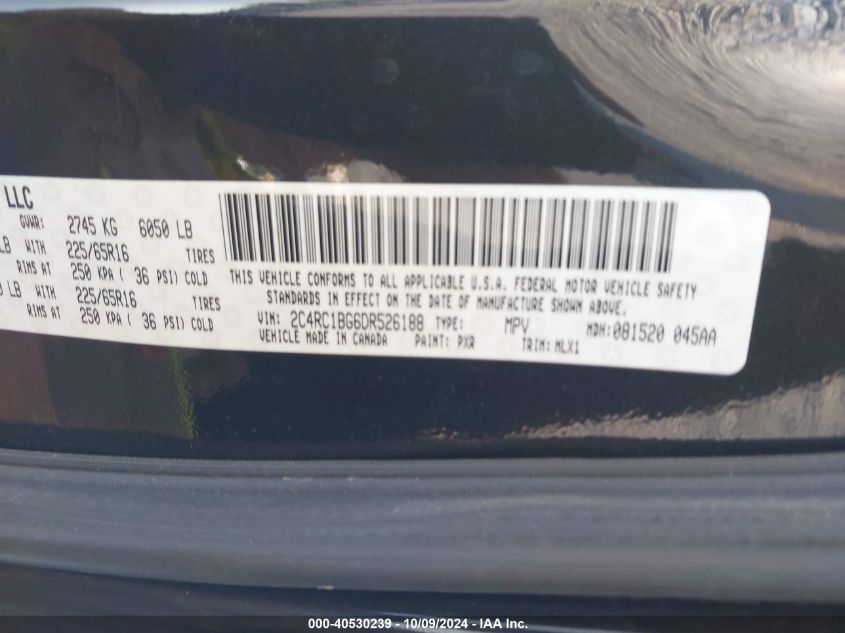 LLC
GVWR: 2745 KG 6050 LB
LB WITH 225/65R16 TIRES
RIMS AT 250 KPA ( 36 PSI) COLD
LB WITH 225/65R16 TIRES
RIMS AT 250 KPA ( 36 PSI) COLD
THIS VEHICLE CONFORMS TO ALL APPLICABLE U.S.A. FEDERAL MOTOR VEHICLE SAFETY
STANDARDS IN EFFECT ON THE DATE OF MANUFACTURE SHOWN ABOVE.
VIN: 2C4RC1BG6DR526188 TYPE: MPV MDH: 081520 045AA
VEHICLE MADE IN CANADA PAINT: PXR TRIM: MLX1
000-40530239 - 10/09/2024 - IAA Inc.